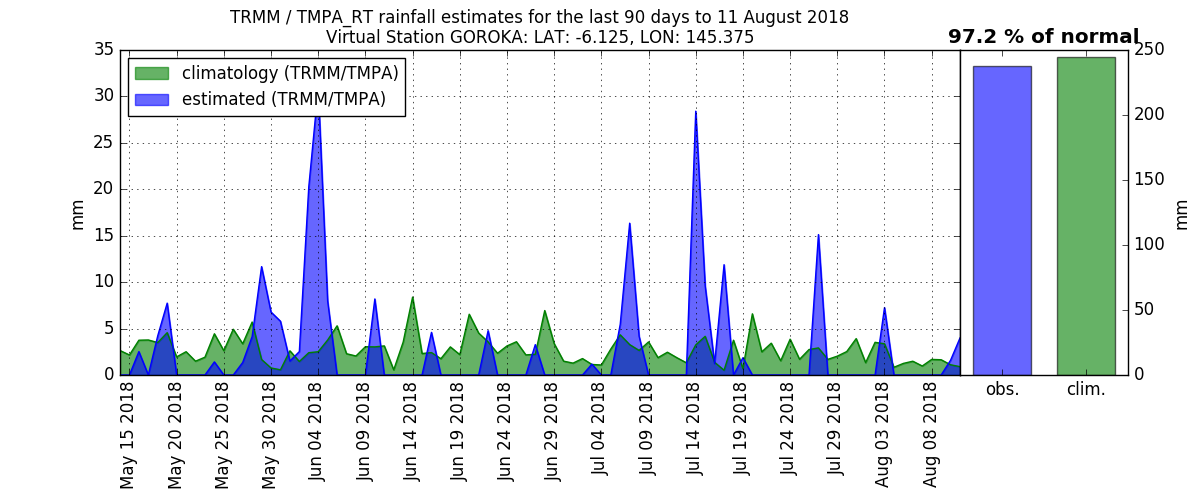 TRMM / TMPA_RT rainfall estimates for the last 90 days to 11 August 2018
Virtual Station GOROKA: LAT: -6.125, LON: 145.375
97.2 % of normal
climatology (TRMM/TMPA)
estimated (TRMM/TMPA)
35
30
25
20
15
10
5
0
mm
May 15 2018
May 20 2018
May 25 2018
May 30 2018
Jun 04 2018
Jun 09 2018
Jun 14 2018
Jun 19 2018
Jun 24 2018
Jun 29 2018
Jul 04 2018
Jul 09 2018
Jul 14 2018
Jul 19 2018
Jul 24 2018
Jul 29 2018
Aug 03 2018
Aug 08 2018
obs.
clim.
250
200
150
100
50
0
mm